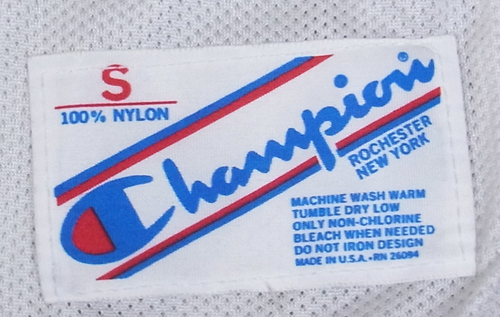 S
100% NYLON
Champion®
ROCHESTER
NEW YORK
MACHINE WASH WARM
TUMBLE DRY LOW
ONLY NON-CHLORINE
BLEACH WHEN NEEDED
DO NOT IRON DESIGN
MADE IN U.S.A. • RN 26094